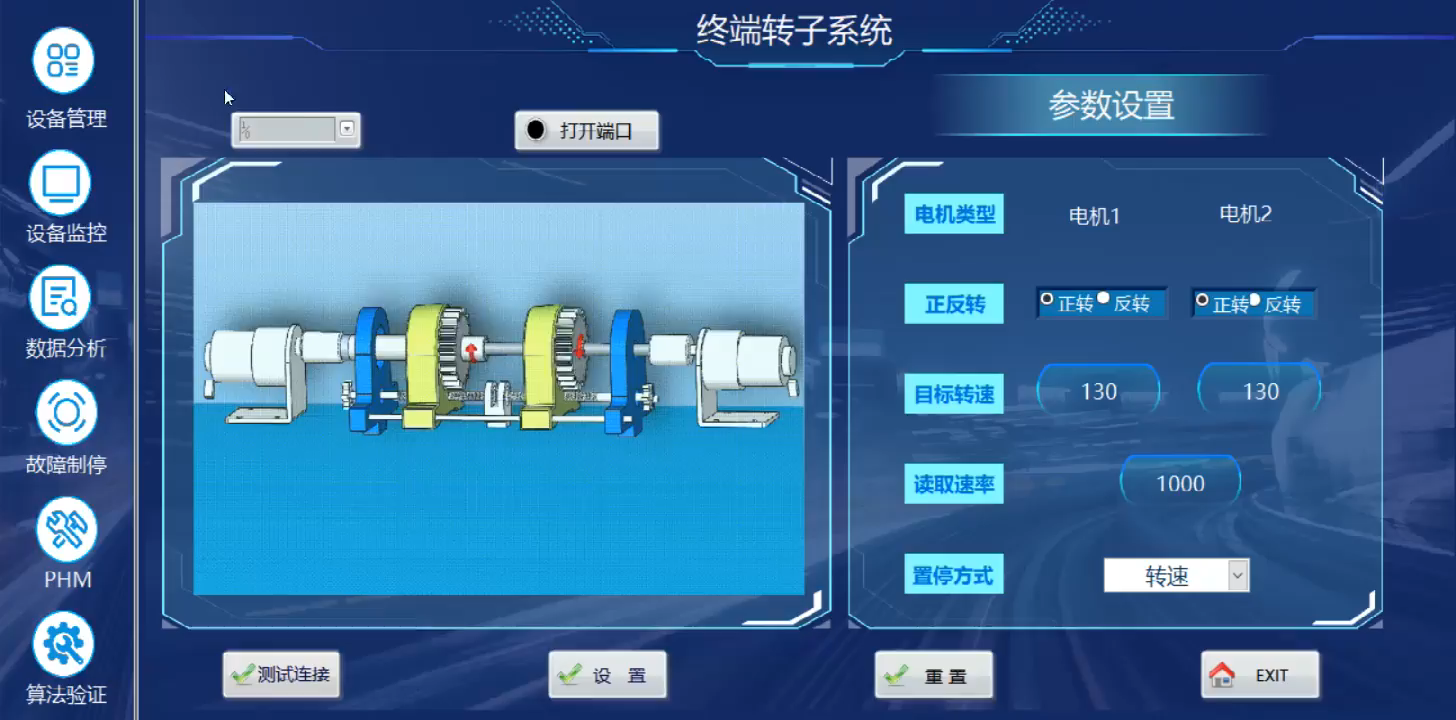 终端转子系统
设备管理
设备监控
数据分析
故障制停
PHM
算法验证
打开端口
参数设置
电机类型 电机1 电机2
正反转 正转 反转 正转 反转
目标转速 130 130
读取速率 1000
置停方式 转速
测试连接
设 置
重 置
EXIT